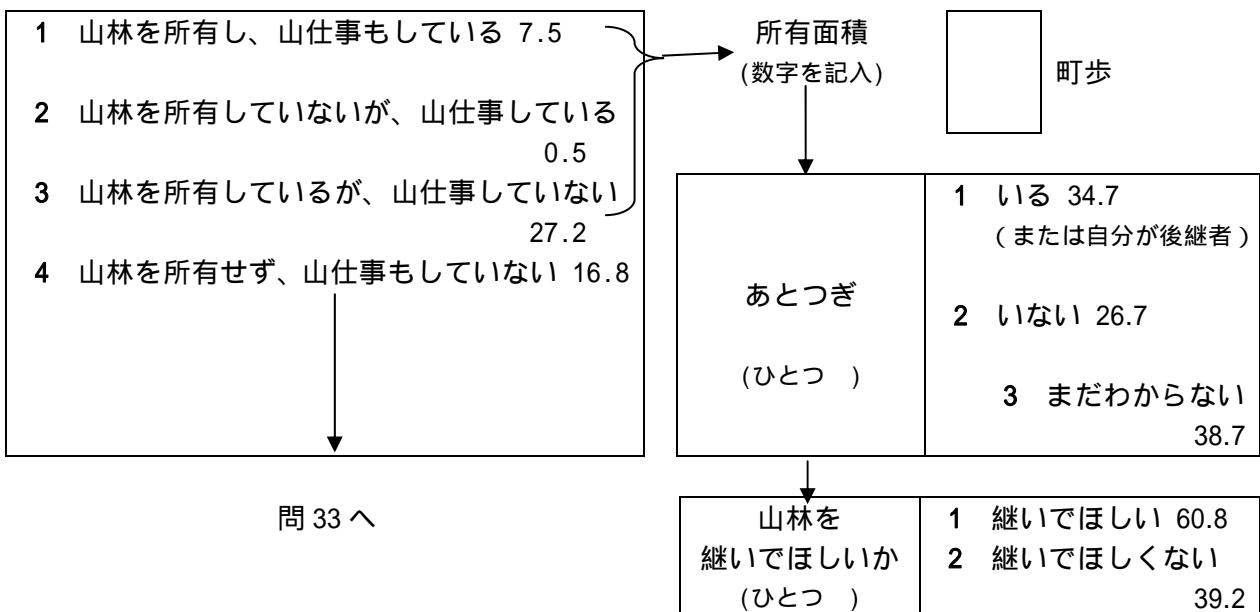 1 山林を所有し、山仕事もしている 7.5
2 山林を所有していないが、山仕事している
0.5
3 山林を所有しているが、山仕事していない
27.2
4 山林を所有せず、山仕事もしていない 16.8
問 33 へ
所有面積
(数字を記入)
町歩
あとつぎ
(ひとつ )
1 いる 34.7
(または自分が後継者)
2 いない 26.7
3 まだわからない
38.7
山林を
継いでほしいか
(ひとつ )
1 継いでほしい 60.8
2 継いでほしくない
39.2